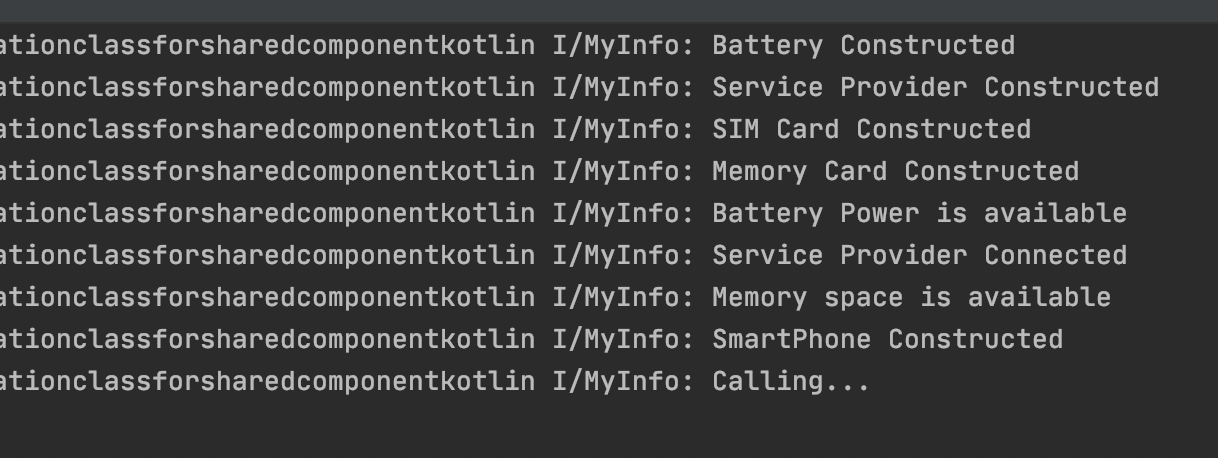 ationclassforsharedcomponentkotlin I/MyInfo: Battery Constructed
ationclassforsharedcomponentkotlin I/MyInfo: Service Provider Constructed
ationclassforsharedcomponentkotlin I/MyInfo: SIM Card Constructed
ationclassforsharedcomponentkotlin I/MyInfo: Memory Card Constructed
ationclassforsharedcomponentkotlin I/MyInfo: Battery Power is available
ationclassforsharedcomponentkotlin I/MyInfo: Service Provider Connected
ationclassforsharedcomponentkotlin I/MyInfo: Memory space is available
ationclassforsharedcomponentkotlin I/MyInfo: SmartPhone Constructed
ationclassforsharedcomponentkotlin I/MyInfo: Calling...